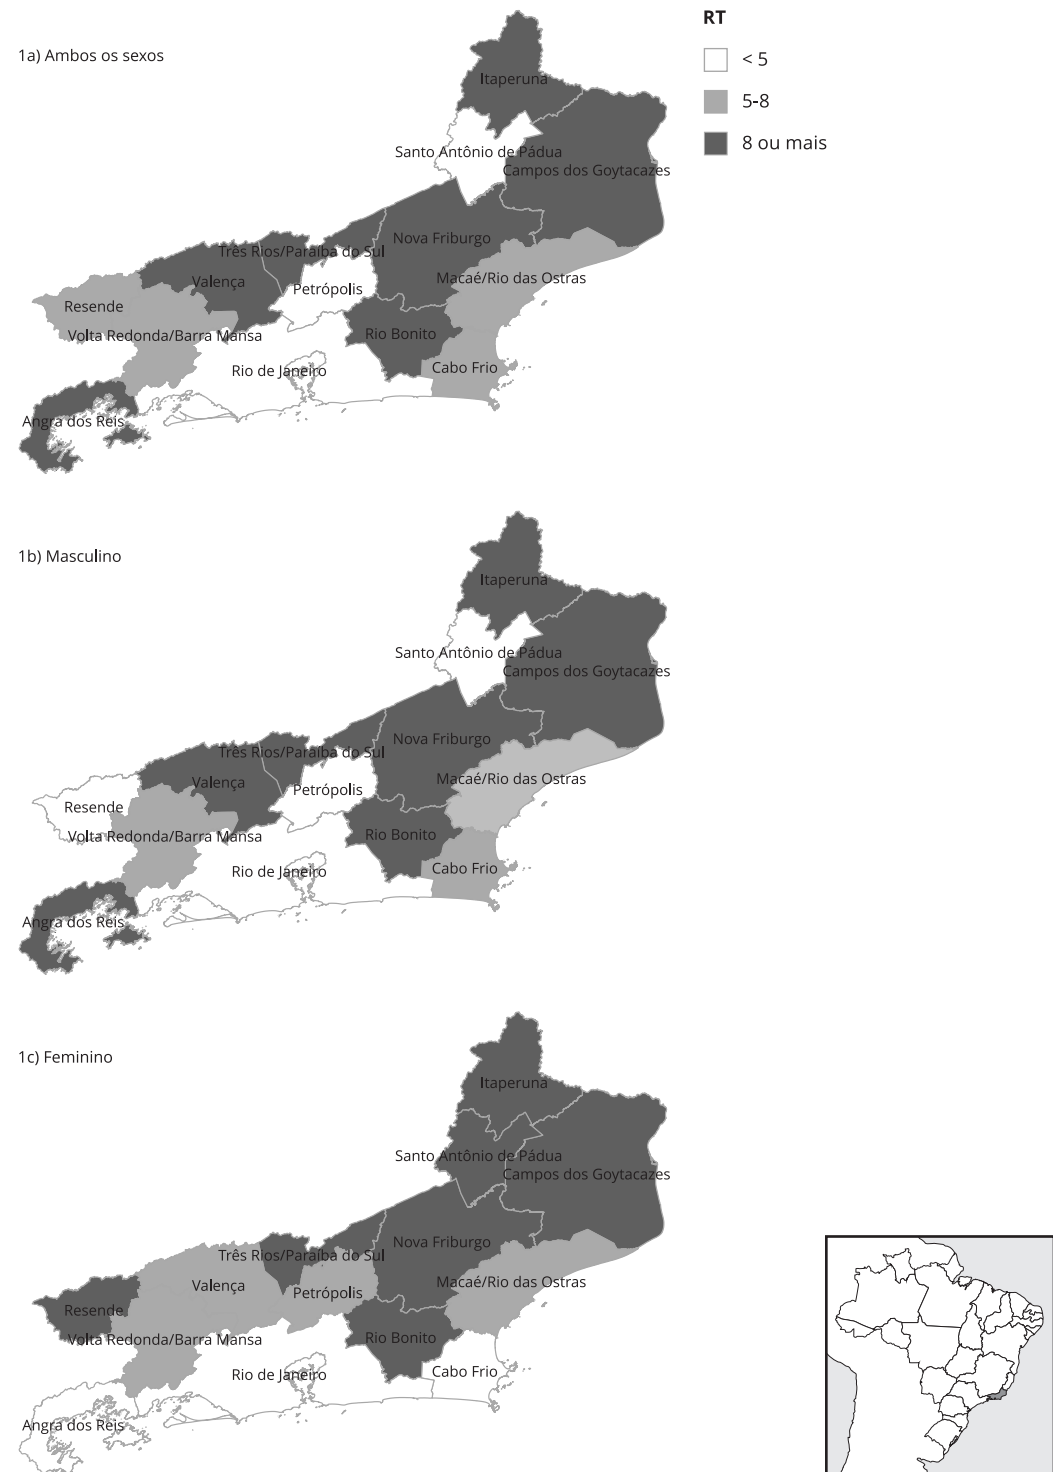 RT
1a) Ambos os sexos
< 5
5-8
8 ou mais
Itaperuna
Santo Antônio de Pádua
Campos dos Goytacazes
Nova Friburgo
Três Rios/Paraíba do Sul
Macaé/Rio das Ostras
Valença
Petrópolis
Resende
Volta Redonda/Barra Mansa
Rio Bonito
Rio de Janeiro
Cabo Frio
Angra dos Reis
1b) Masculino
Itaperuna
Santo Antônio de Pádua
Campos dos Goytacazes
Nova Friburgo
Três Rios/Paraíba do Sul
Macaé/Rio das Ostras
Valença
Petrópolis
Resende
Volta Redonda/Barra Mansa
Rio Bonito
Rio de Janeiro
Cabo Frio
Angra dos Reis
1c) Feminino
Itaperuna
Santo Antônio de Pádua
Campos dos Goytacazes
Nova Friburgo
Três Rios/Paraíba do Sul
Macaé/Rio das Ostras
Valença
Petrópolis
Resende
Volta Redonda/Barra Mansa
Rio Bonito
Rio de Janeiro
Cabo Frio
Angra dos Reis